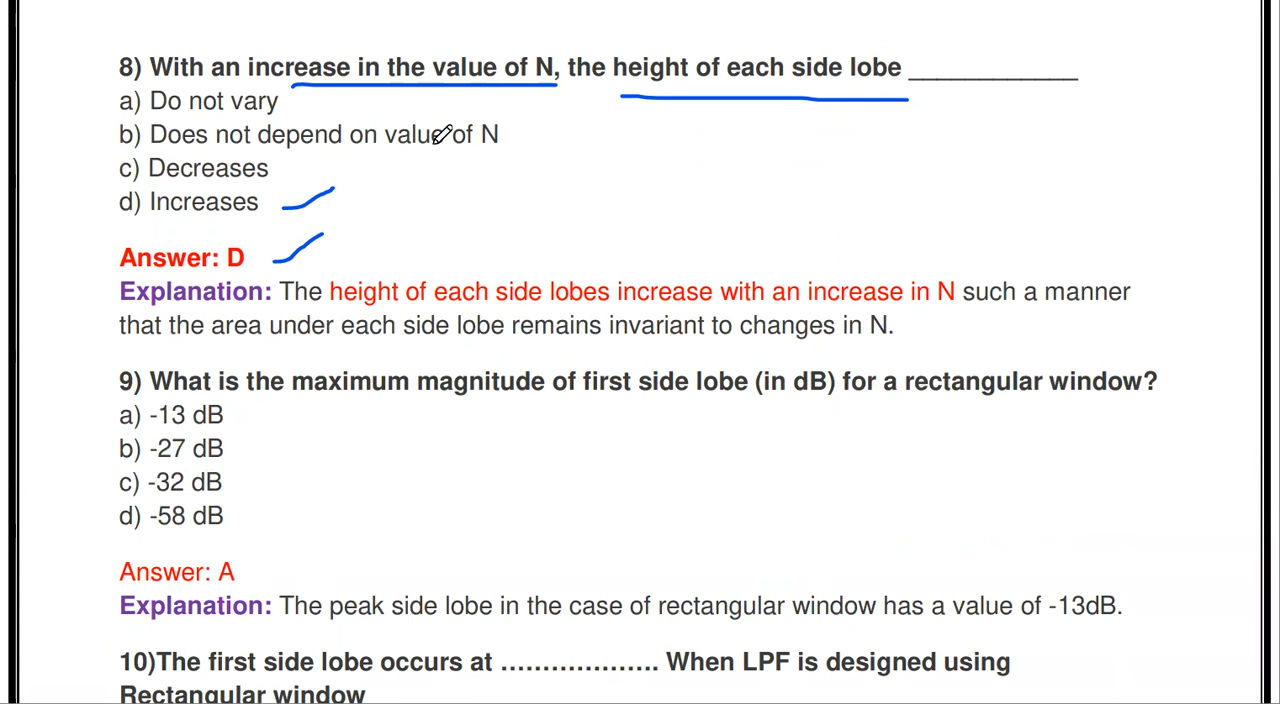 8) With an increase in the value of N, the height of each side lobe ____________
a) Do not vary
b) Does not depend on value of N
c) Decreases
d) Increases
Answer: D
Explanation: The height of each side lobes increase with an increase in N such a manner
that the area under each side lobe remains invariant to changes in N.
9) What is the maximum magnitude of first side lobe (in dB) for a rectangular window?
a) -13 dB
b) -27 dB
c) -32 dB
d) -58 dB
Answer: A
Explanation: The peak side lobe in the case of rectangular window has a value of -13dB.
10)The first side lobe occurs at ………………. When LPF is designed using
Rectangular window